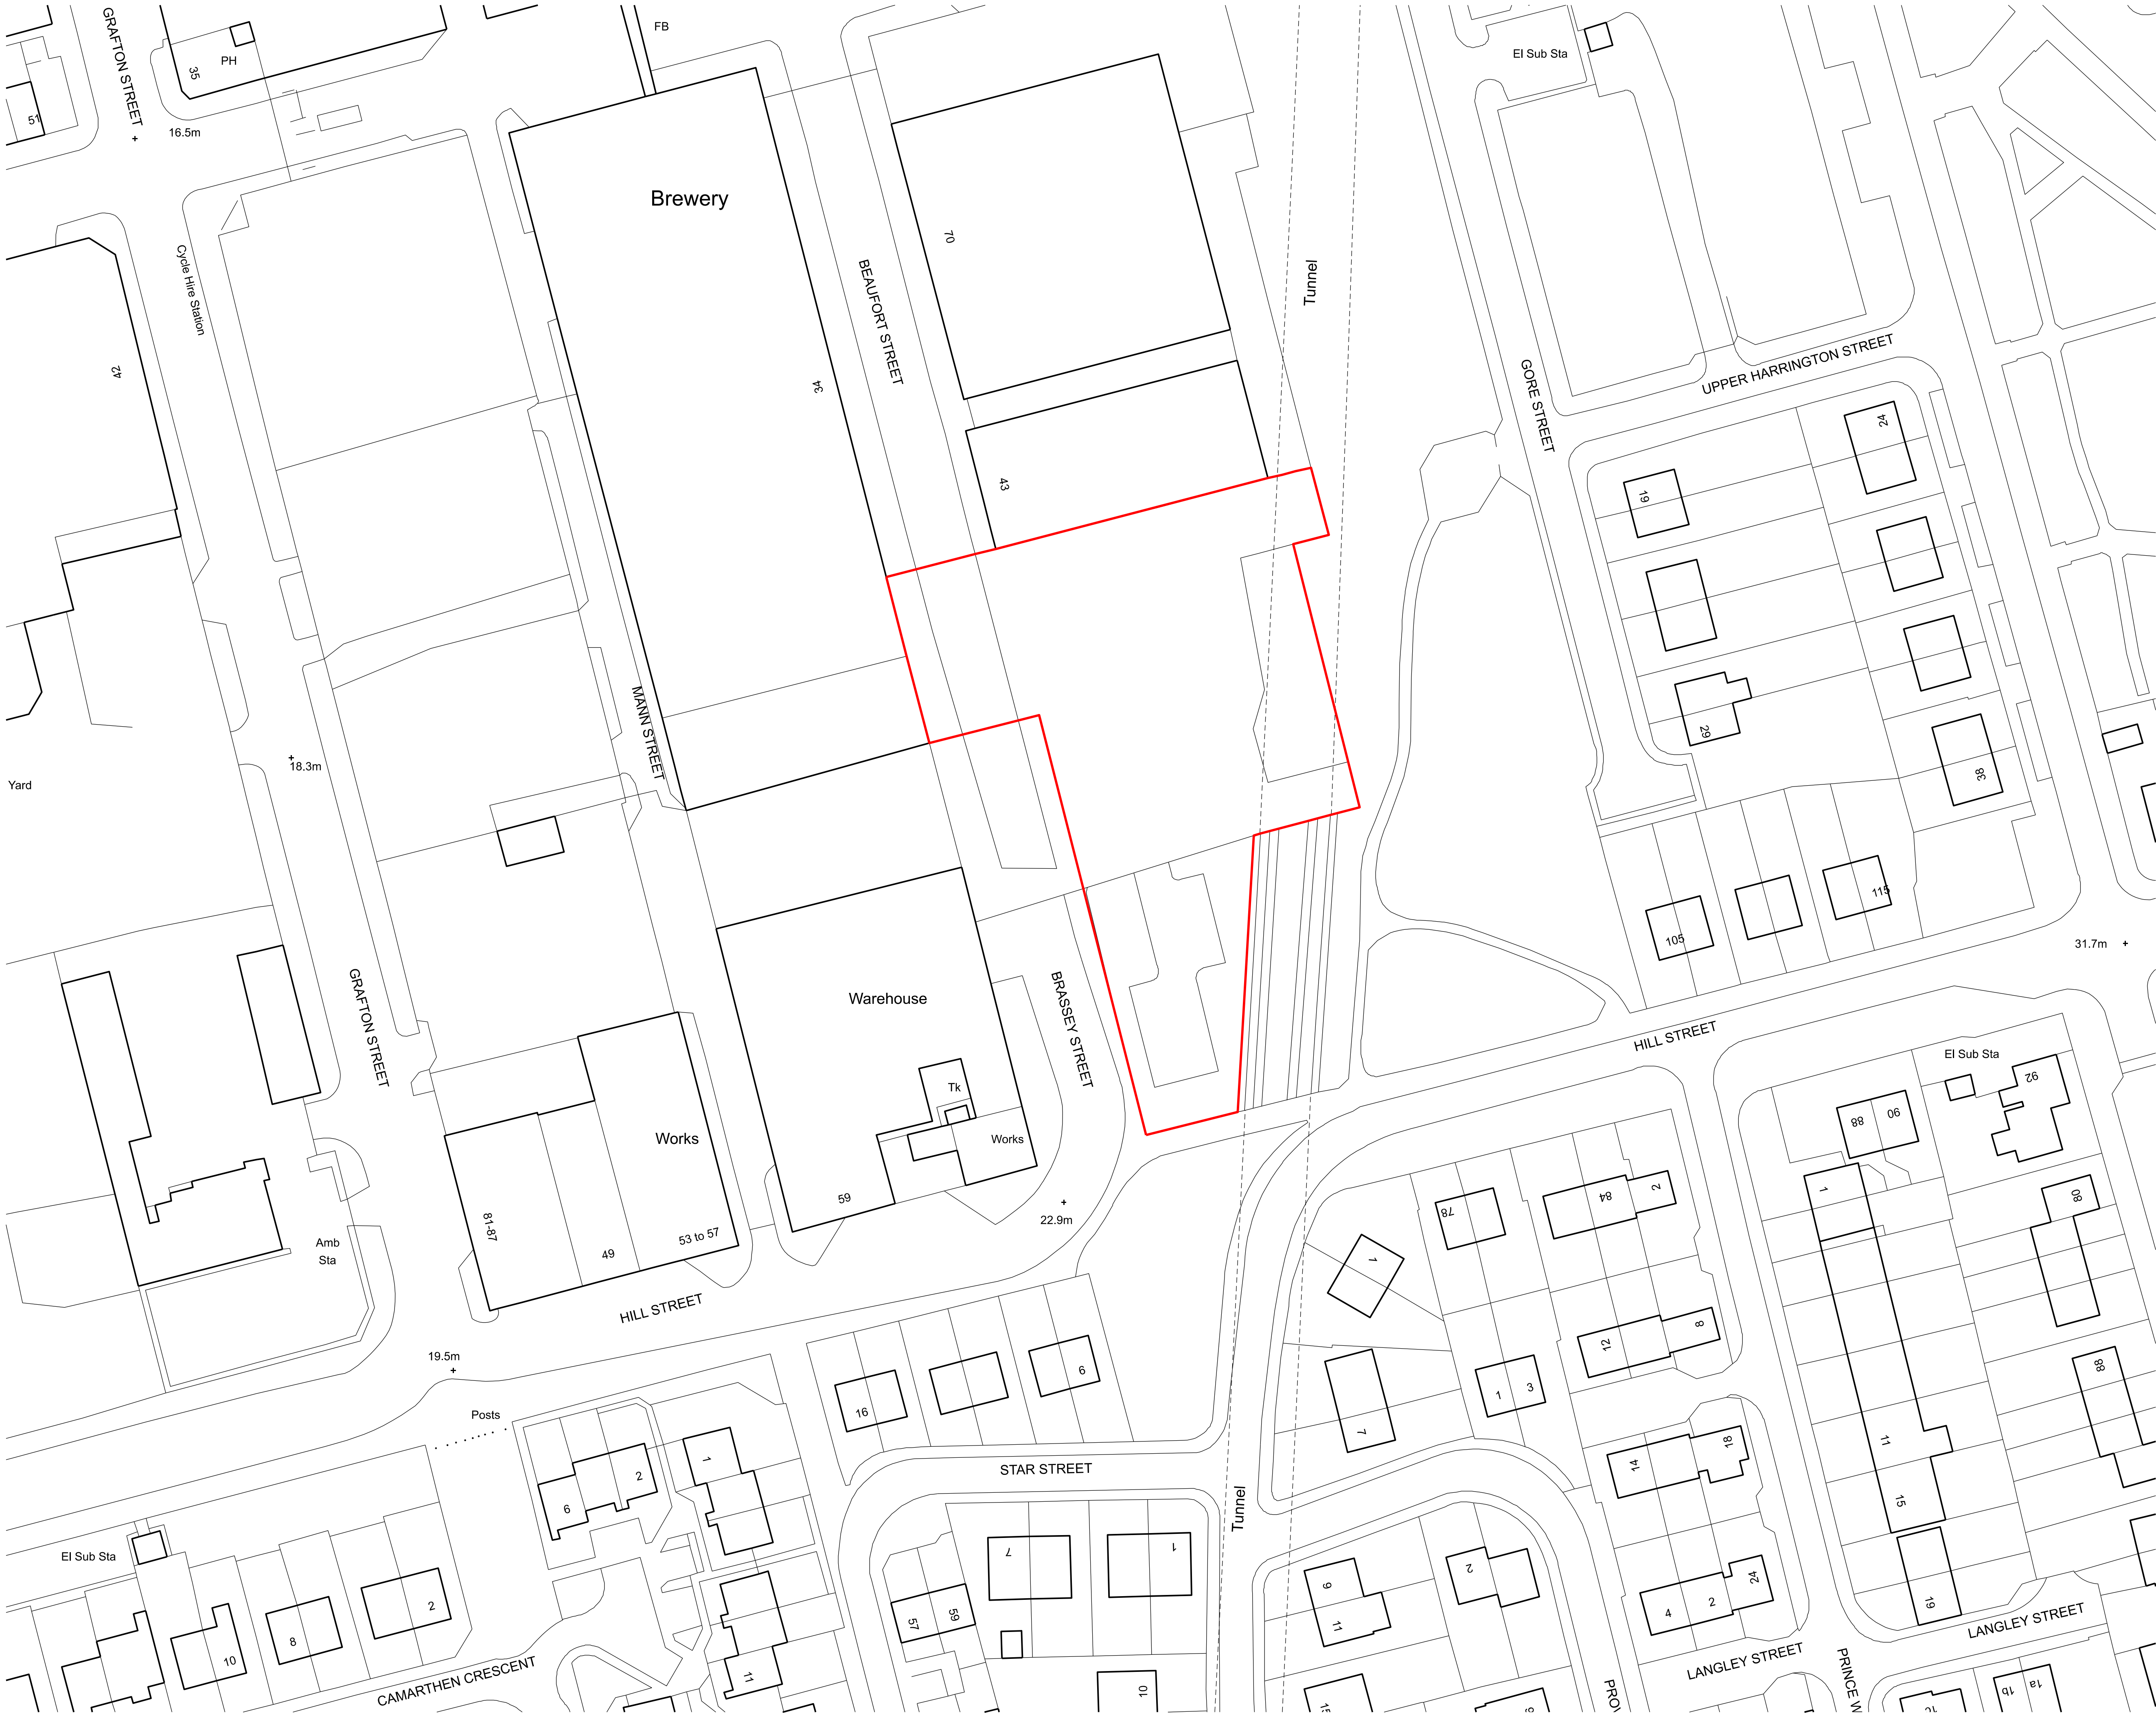 GRAFTON STREET
35
PH
FB
El Sub Sta
51
16.5m
Brewery
70
Cycle Hire Station
BEAUFORT STREET
Tunnel
42
34
GORE STREET
UPPER HARRINGTON STREET
24
43
19
MANN STREET
29
18.3m
38
Yard
115
105
31.7m
GRAFTON STREET
Warehouse
BRASSEY STREET
HILL STREET
El Sub Sta
92
Tk
90
88
Works
Works
84
2
1
80
59
78
81-87
49
53 to 57
22.9m
Amb
Sta
1
HILL STREET
12
8
19.5m
6
88
1
3
16
Posts
7
11
1
2
14
18
STAR STREET
6
Tunnel
15
El Sub Sta
7
1
9
2
24
2
4
11
19
57
59
2
8
10
11
10
LANGLEY STREET
LANGLEY STREET
CAMARTHEN CRESCENT
1b
1a